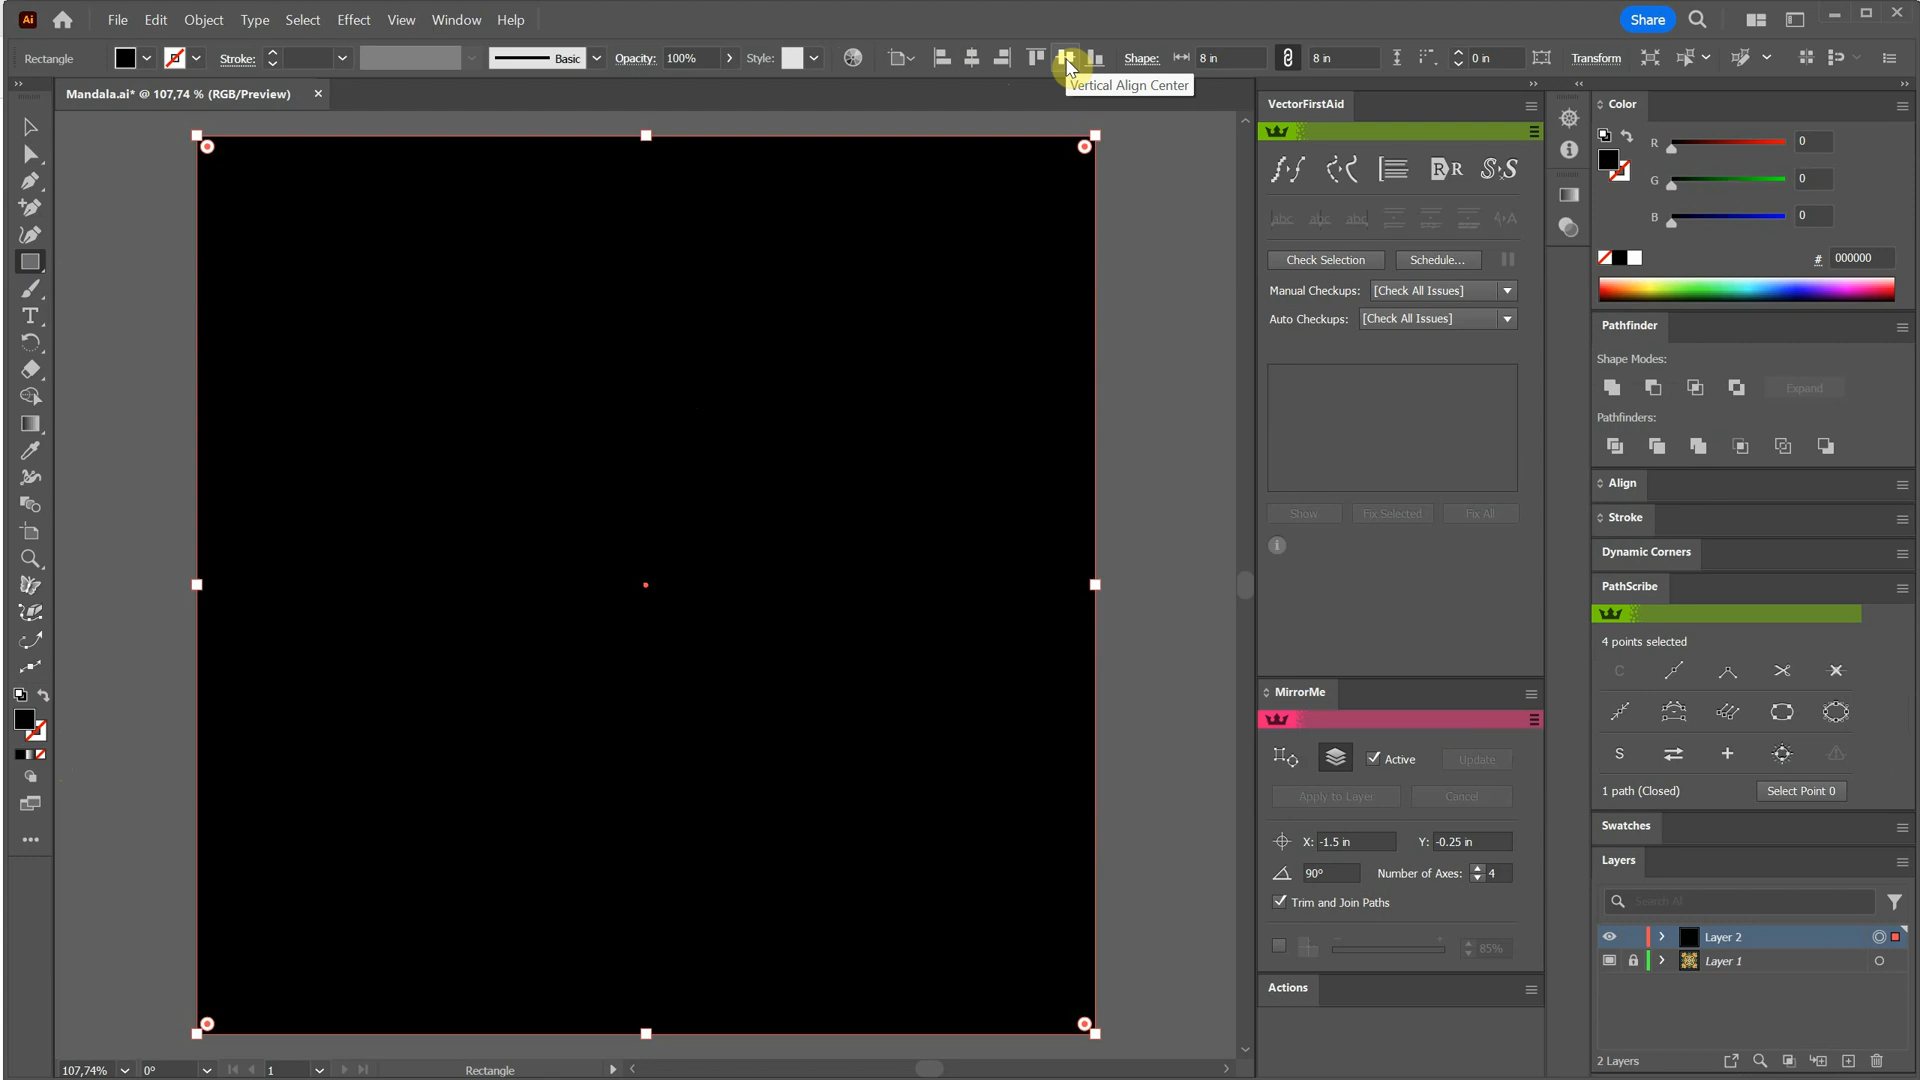 Ai File Edit Object Type Select Effect View Window Help Share
Rectangle Stroke: Basic Opacity: 100% Style: Shape: 8 in 8 in 0 in Transform
Vertical Align Center
Mandala.ai* @ 107,74 % (RGB/Preview)
VectorFirstAid
Check Selection Schedule...
Manual Checkups: [Check All Issues]
Auto Checkups: [Check All Issues]
Show Fix Selected Fix All
MirrorMe
Active Update
Apply to Layer Cancel
X: -1.5 in Y: -0.25 in
90° Number of Axes: 4
Trim and Join Paths
85%
Actions
Color
R 0
G 0
B 0
# 000000
Pathfinder
Shape Modes:
Expand
Pathfinders:
Align
Stroke
Dynamic Corners
PathScribe
4 points selected
1 path (Closed) Select Point 0
Swatches
Layers
Search All
Layer 2
Layer 1
2 Layers
107,74% 0° 1 Rectangle